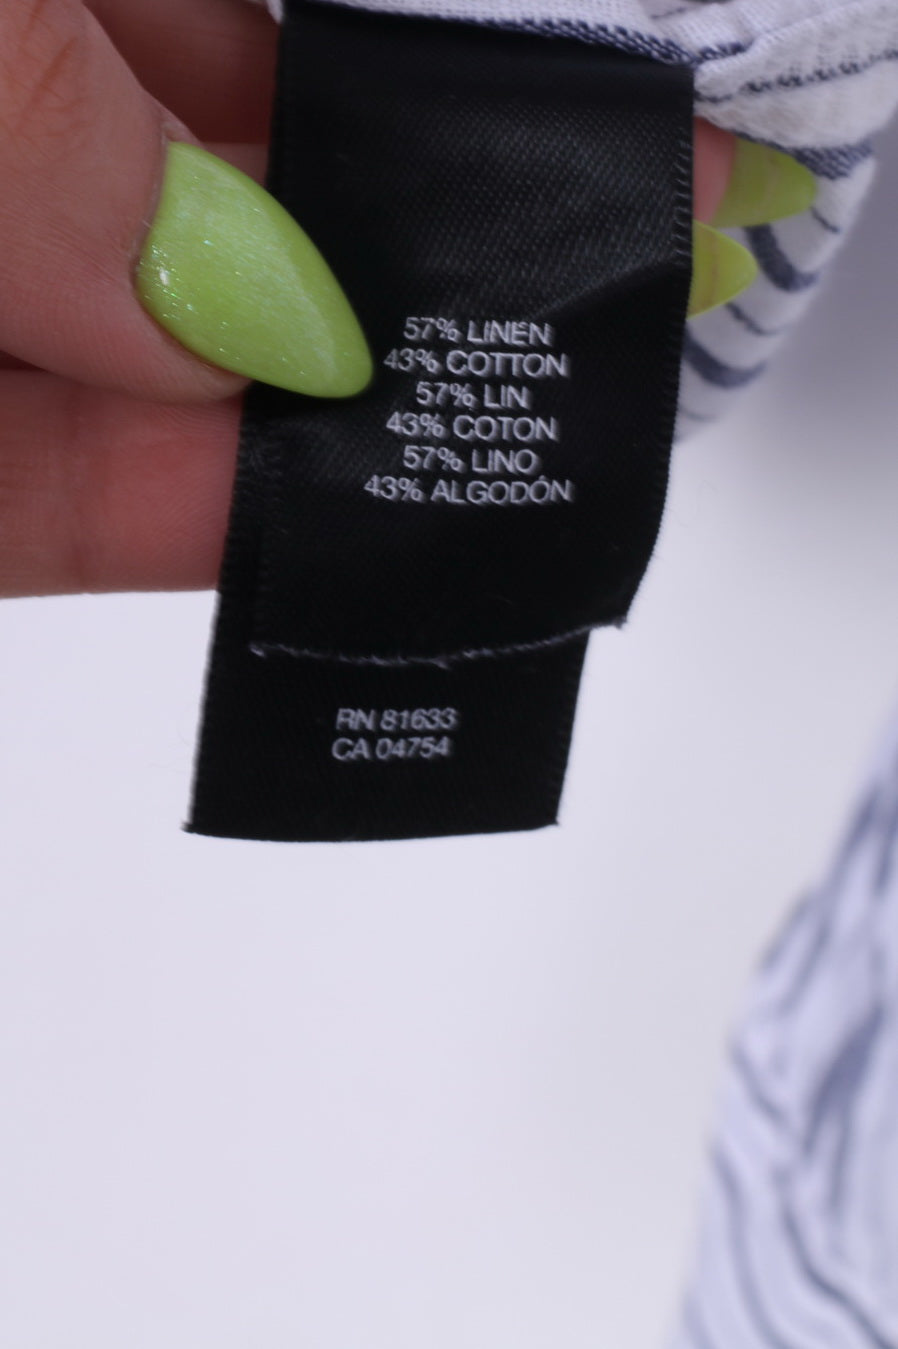 57% LINEN
43% COTTON
57% LIN
43% COTON
57% LINO
43% ALGODÓN
RN 81633
CA 04754